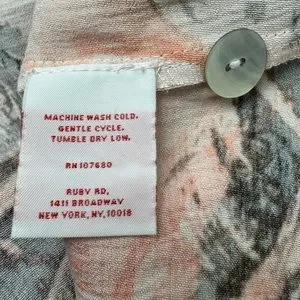 MACHINE WASH COLD.
GENTLE CYCLE.
TUMBLE DRY LOW.
RN 107680
RUBY RD,
1411 BROADWAY
NEW YORK, NY, 10018